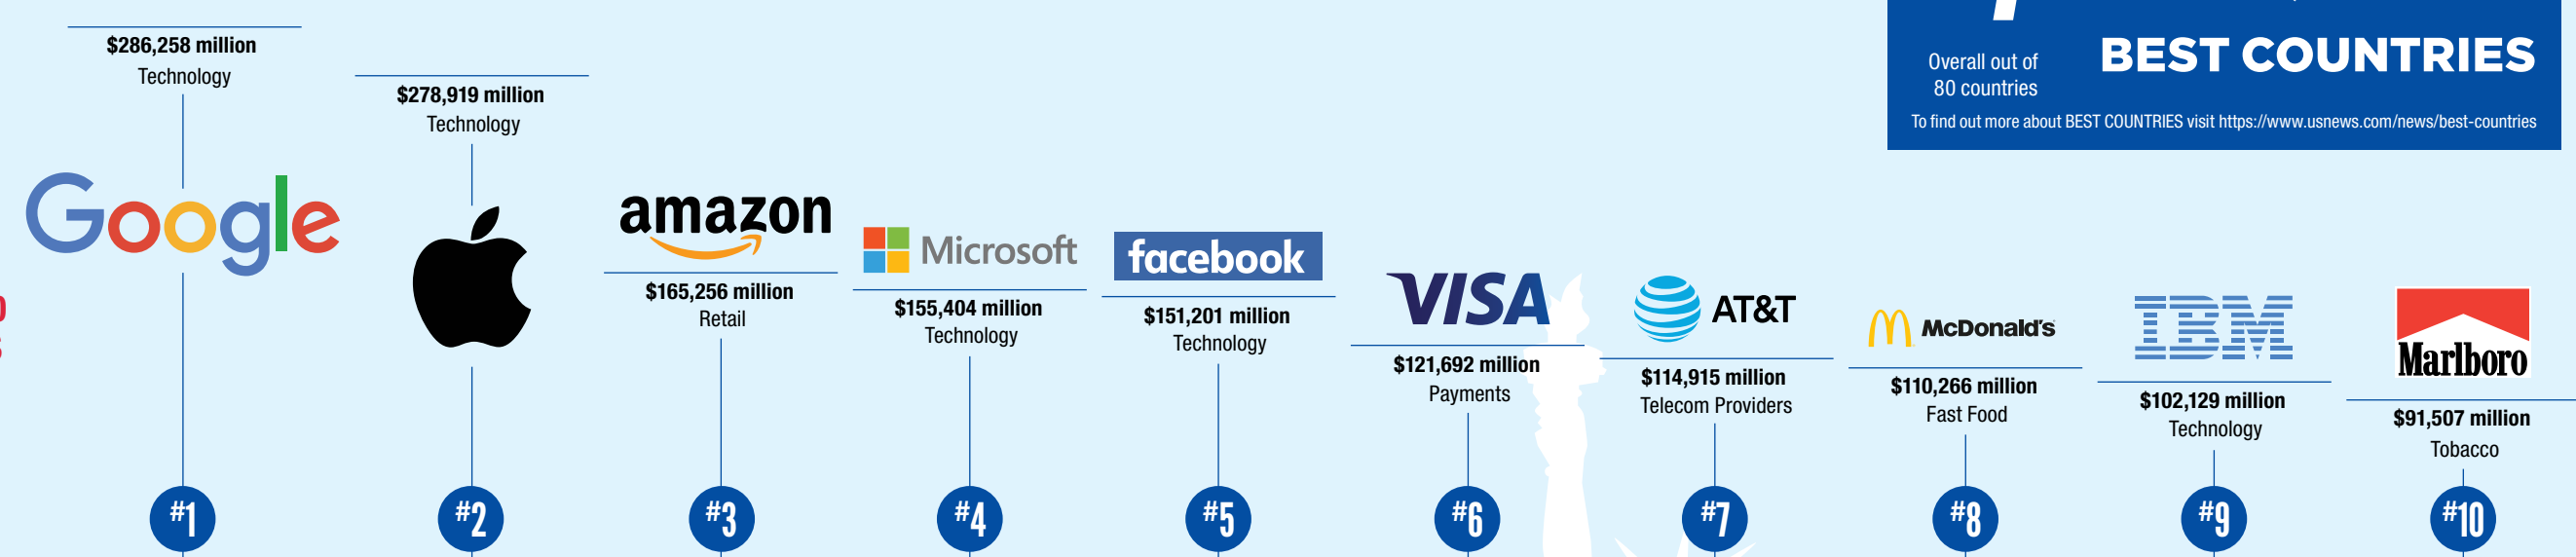 $286,258 million
Technology
Google
#1
$278,919 million
Technology
#2
amazon
$165,256 million
Retail
#3
Microsoft
$155,404 million
Technology
#4
facebook
$151,201 million
Technology
#5
VISA
$121,692 million
Payments
#6
AT&T
$114,915 million
Telecom Providers
#7
McDonald's
$110,266 million
Fast Food
#8
IBM
$102,129 million
Technology
#9
Marlboro
$91,507 million
Tobacco
#10
Overall out of
80 countries
BEST COUNTRIES
To find out more about BEST COUNTRIES visit https://www.usnews.com/news/best-countries